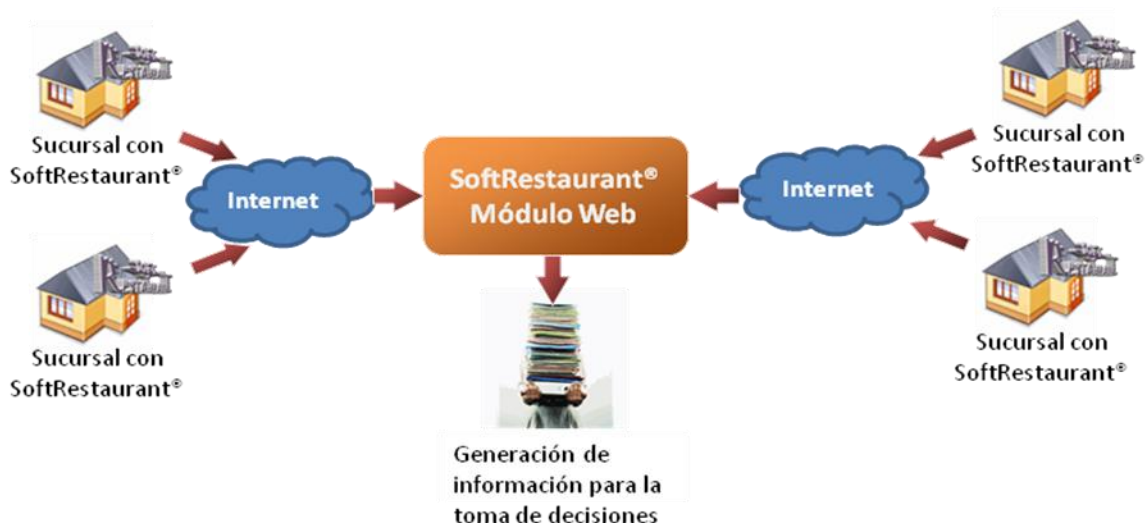 Sucursal con
SoftRestaurant®
Sucursal con
SoftRestaurant®
Internet
SoftRestaurant®
Módulo Web
Internet
Sucursal con
SoftRestaurant®
Sucursal con
SoftRestaurant®
Generación de
información para la
toma de decisiones